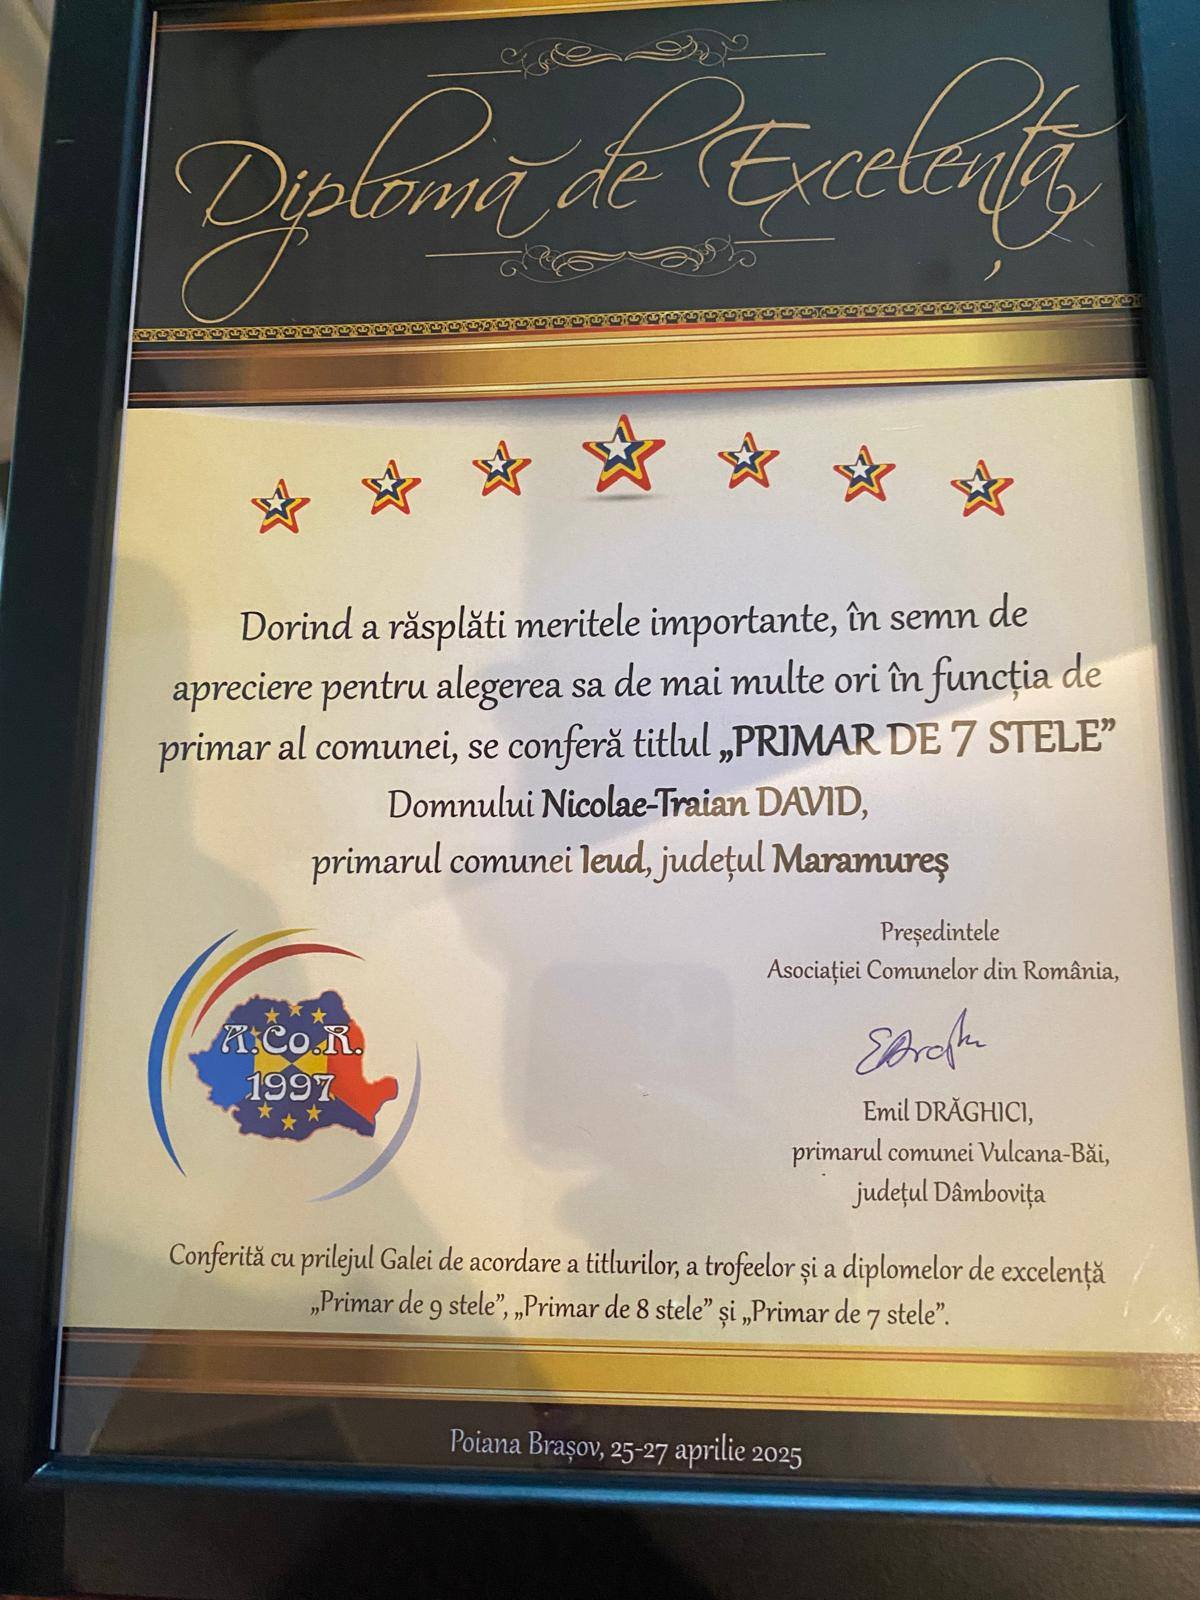 Diplomă de Excelență
Dorind a răsplăti meritele importante, în semn de
apreciere pentru alegerea sa de mai multe ori în funcția de
primar al comunei, se conferă titlul „PRIMAR DE 7 STELE”
Domnului Nicolae-Traian DAVID,
primarul comunei Ieud, județul Maramureș
Președintele
Asociației Comunelor din România,
A.Co.R.
1997
Emil DRĂGHICI,
primarul comunei Vulcana-Băi,
județul Dâmbovița
Conferită cu prilejul Galei de acordare a titlurilor, a trofeelor și a diplomelor de excelență
„Primar de 9 stele”, „Primar de 8 stele” și „Primar de 7 stele”.
Poiana Brașov, 25-27 aprilie 2025